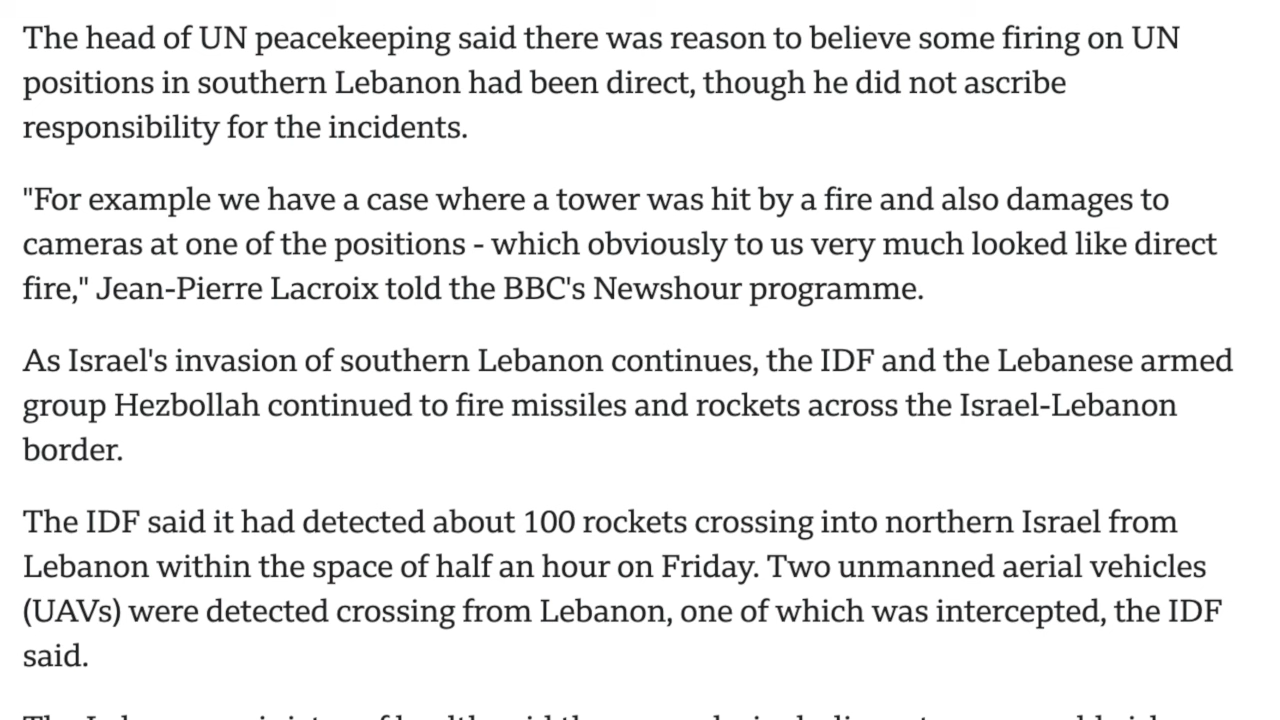 The head of UN peacekeeping said there was reason to believe some firing on UN
positions in southern Lebanon had been direct, though he did not ascribe
responsibility for the incidents.
"For example we have a case where a tower was hit by a fire and also damages to
cameras at one of the positions - which obviously to us very much looked like direct
fire," Jean-Pierre Lacroix told the BBC's Newshour programme.
As Israel's invasion of southern Lebanon continues, the IDF and the Lebanese armed
group Hezbollah continued to fire missiles and rockets across the Israel-Lebanon
border.
The IDF said it had detected about 100 rockets crossing into northern Israel from
Lebanon within the space of half an hour on Friday. Two unmanned aerial vehicles
(UAVs) were detected crossing from Lebanon, one of which was intercepted, the IDF
said.